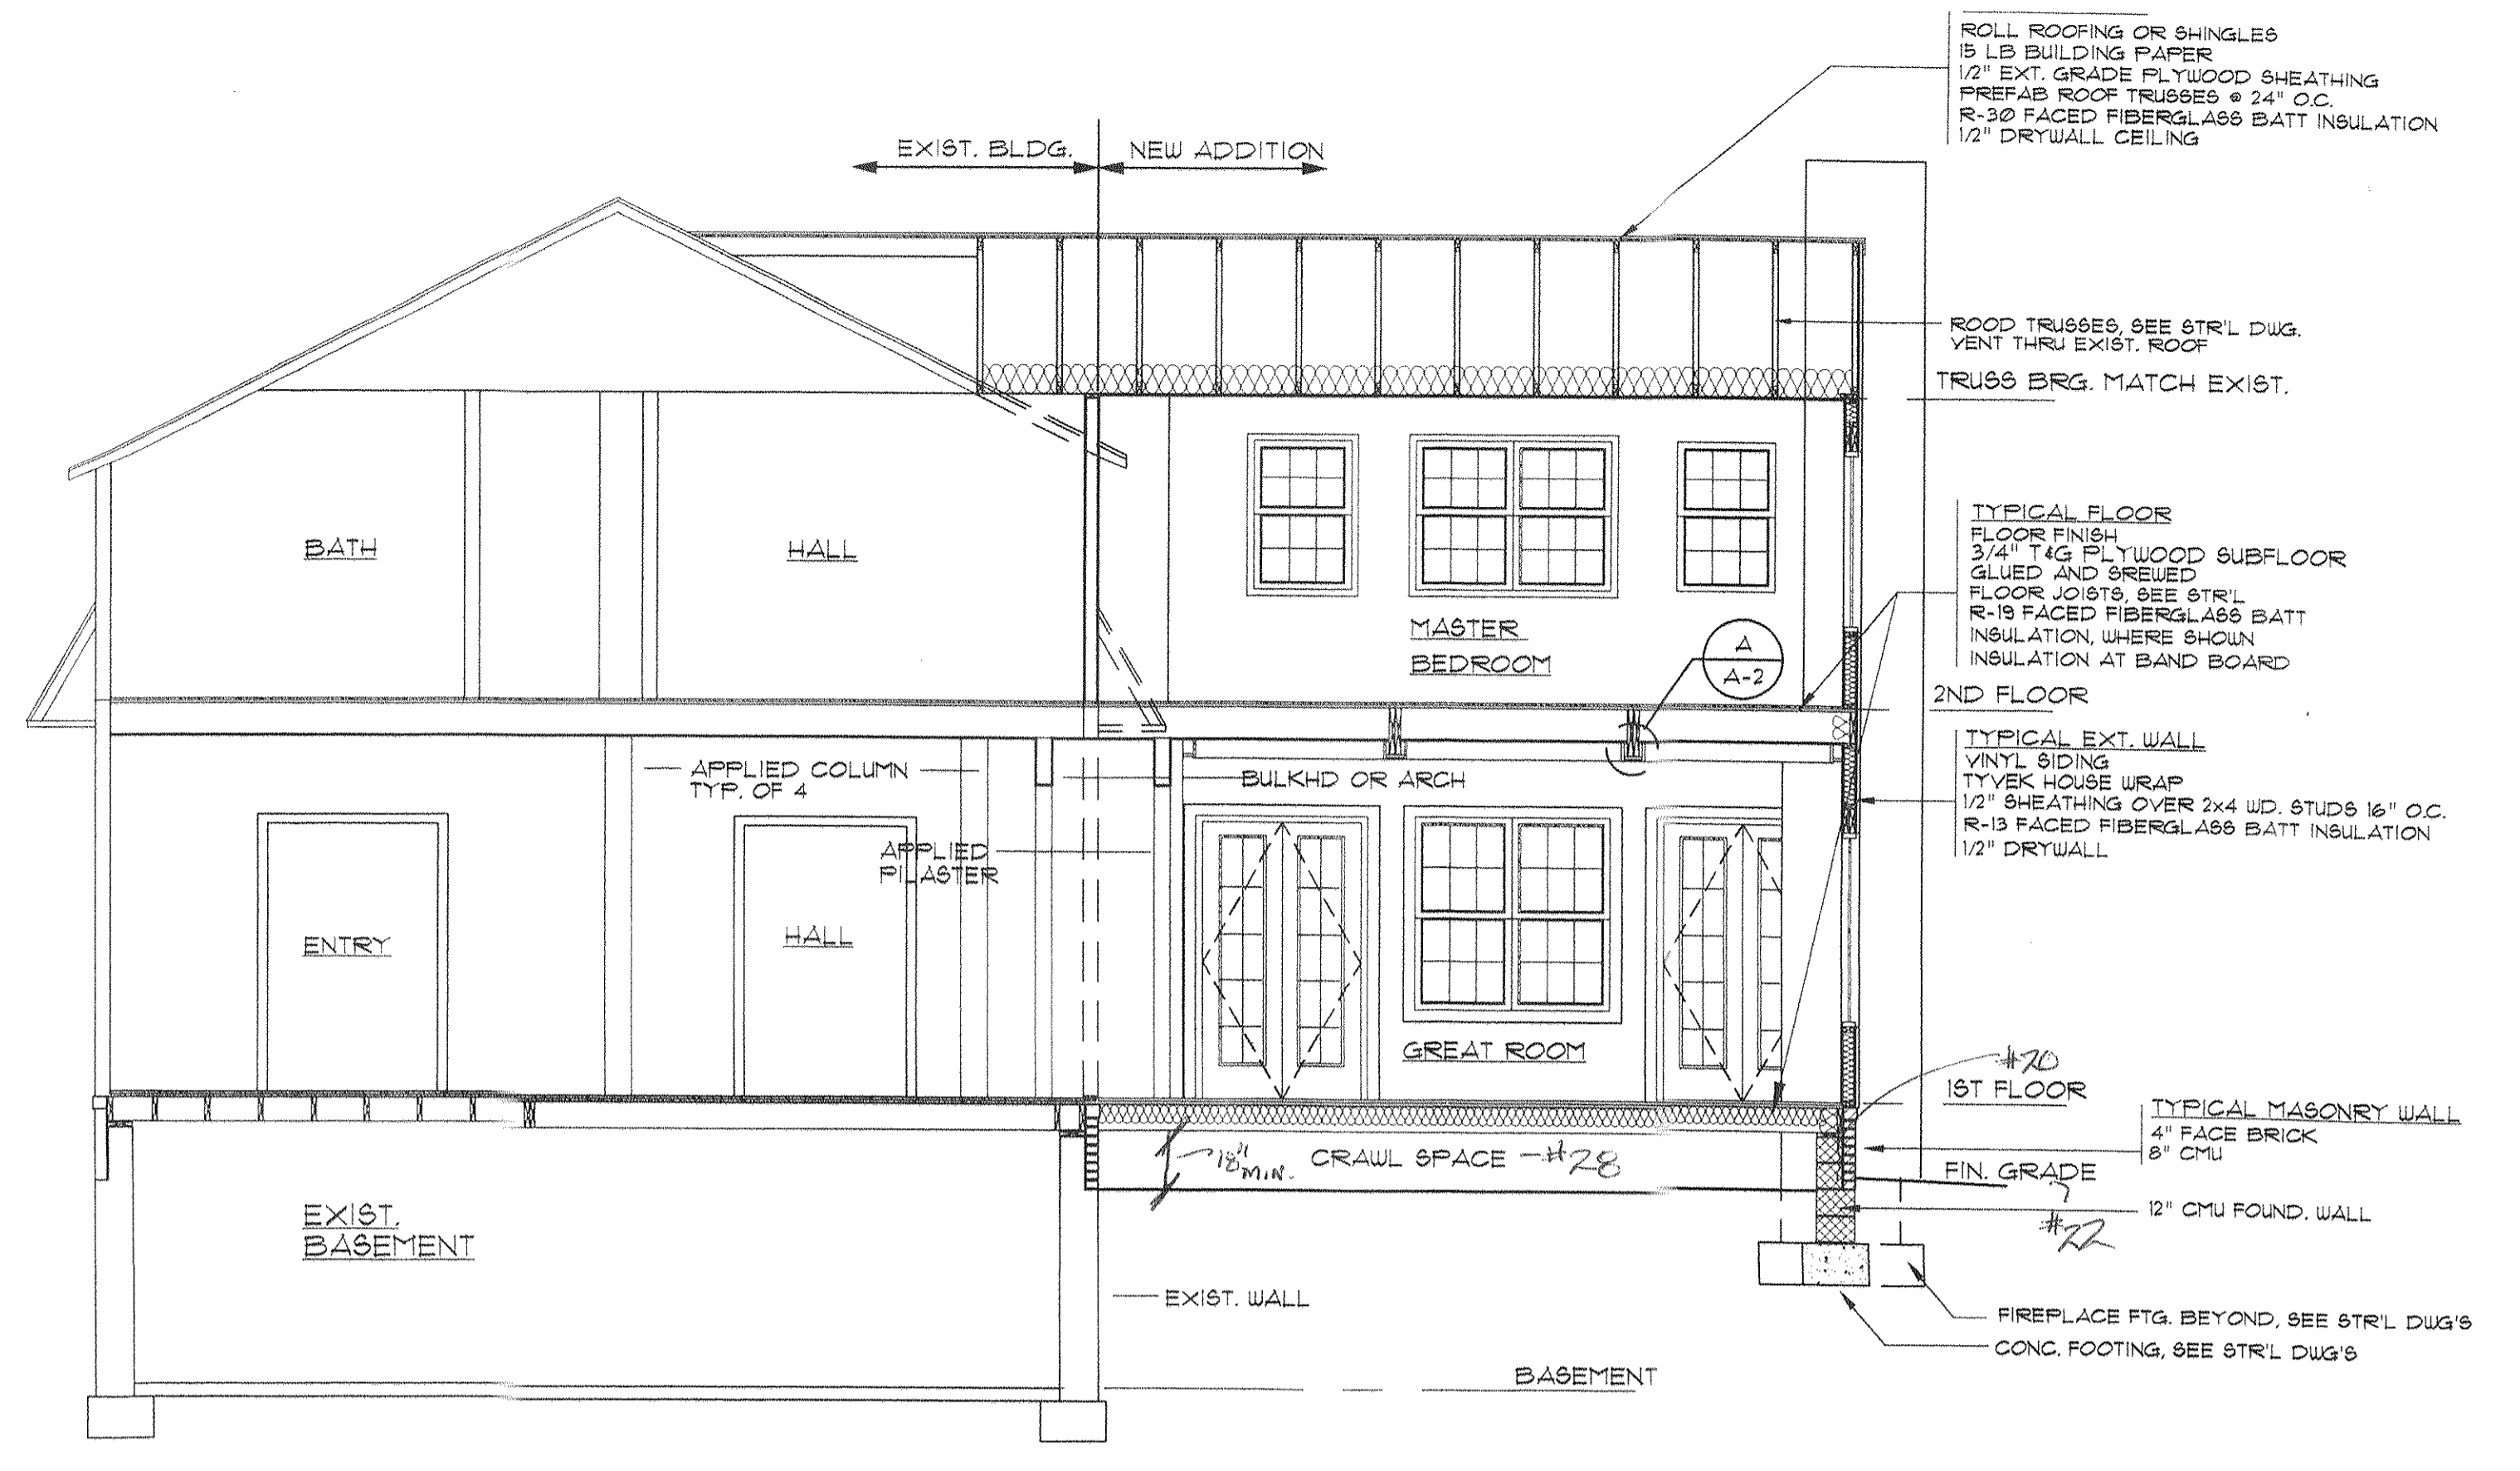 ROLL ROOFING OR SHINGLES
15 LB BUILDING PAPER
1/2" EXT. GRADE PLYWOOD SHEATHING
PREFAB ROOF TRUSSES @ 24" O.C.
R-30 FACED FIBERGLASS BATT INSULATION
1/2" DRYWALL CEILING
EXIST. BLDG.
NEW ADDITION
ROOD TRUSSES, SEE STR'L DWG.
VENT THRU EXIST. ROOF
TRUSS BRG. MATCH EXIST.
BATH
HALL
MASTER
BEDROOM
A
A-2
TYPICAL FLOOR
FLOOR FINISH
3/4" T&G PLYWOOD SUBFLOOR
GLUED AND SREWED
FLOOR JOISTS, SEE STR'L
R-19 FACED FIBERGLASS BATT
INSULATION, WHERE SHOWN
INSULATION AT BAND BOARD
2ND FLOOR
TYPICAL EXT. WALL
VINYL SIDING
TYVEK HOUSE WRAP
1/2" SHEATHING OVER 2x4 WD. STUDS 16" O.C.
R-13 FACED FIBERGLASS BATT INSULATION
1/2" DRYWALL
APPLIED COLUMN
TYP. OF 4
BULKHD OR ARCH
APPLIED
PILASTER
ENTRY
HALL
GREAT ROOM
#20
1ST FLOOR
TYPICAL MASONRY WALL
4" FACE BRICK
8" CMU
18" MIN.
CRAWL SPACE -#28
FIN. GRADE
12" CMU FOUND. WALL
#22
EXIST.
BASEMENT
EXIST. WALL
FIREPLACE FTG. BEYOND, SEE STR'L DWG'S
CONC. FOOTING, SEE STR'L DWG'S
BASEMENT